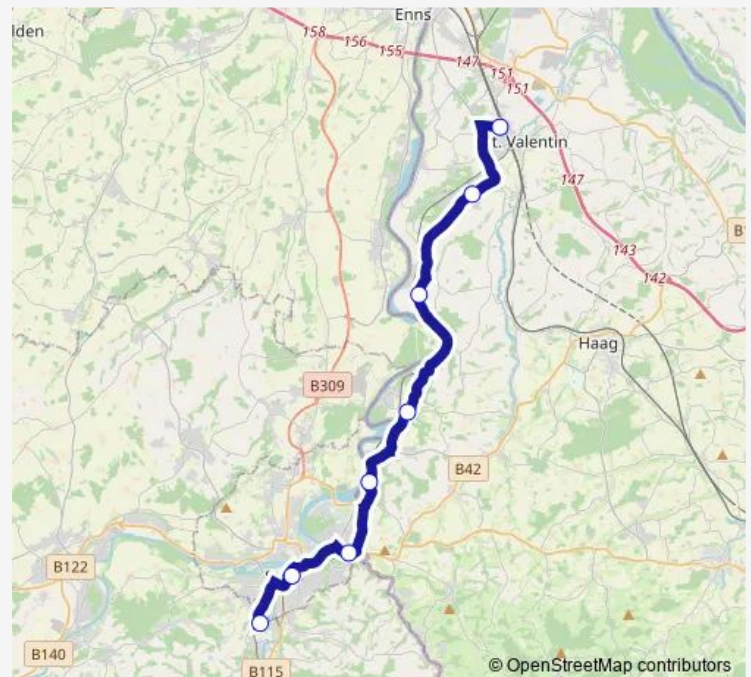 Enns
lden
158
156
155
147
151
151
t. Valentin
147
B
143
142
Haag
B309
B42
B122
B140
B115
© OpenStreetMap contributors